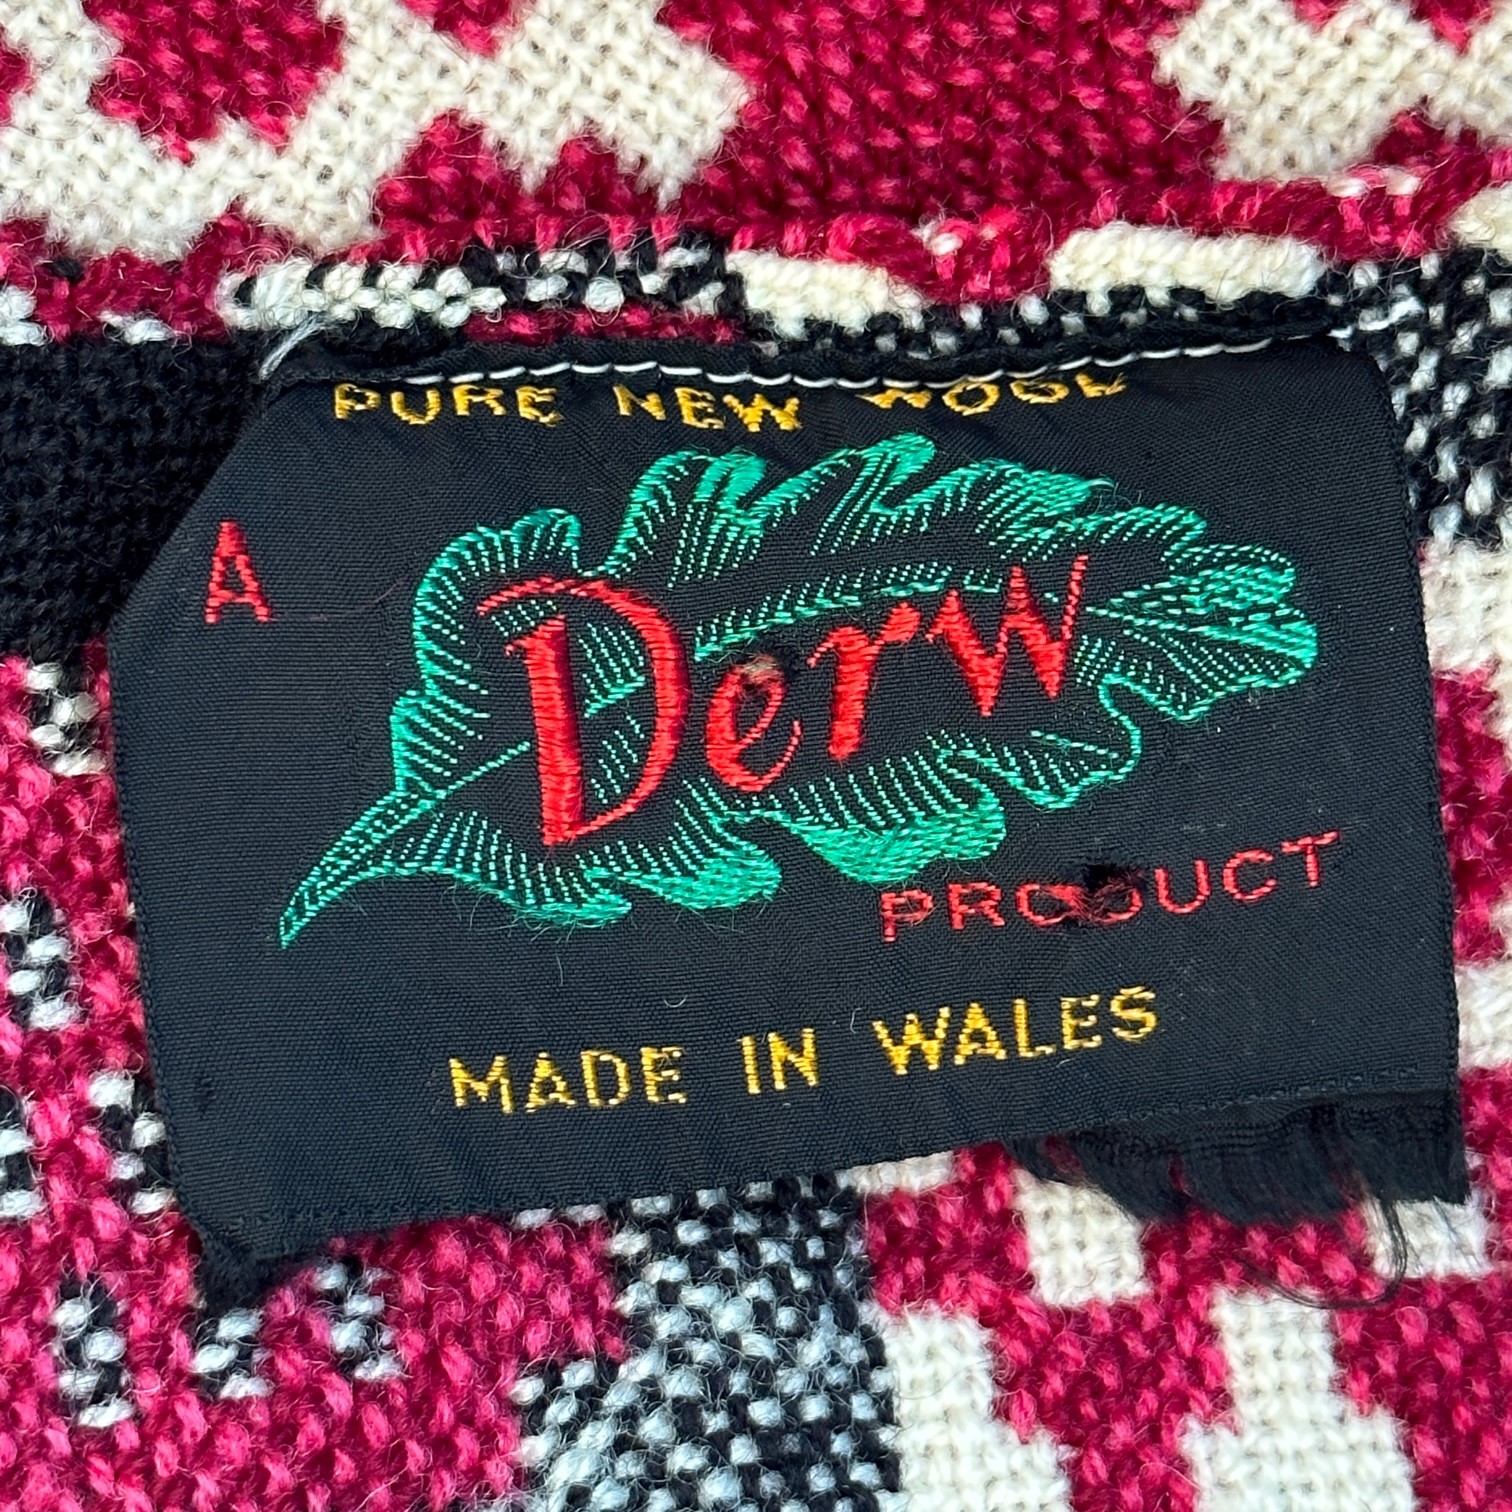 PURE NEW WOOL
A
Derw
PRODUCT
MADE IN WALES